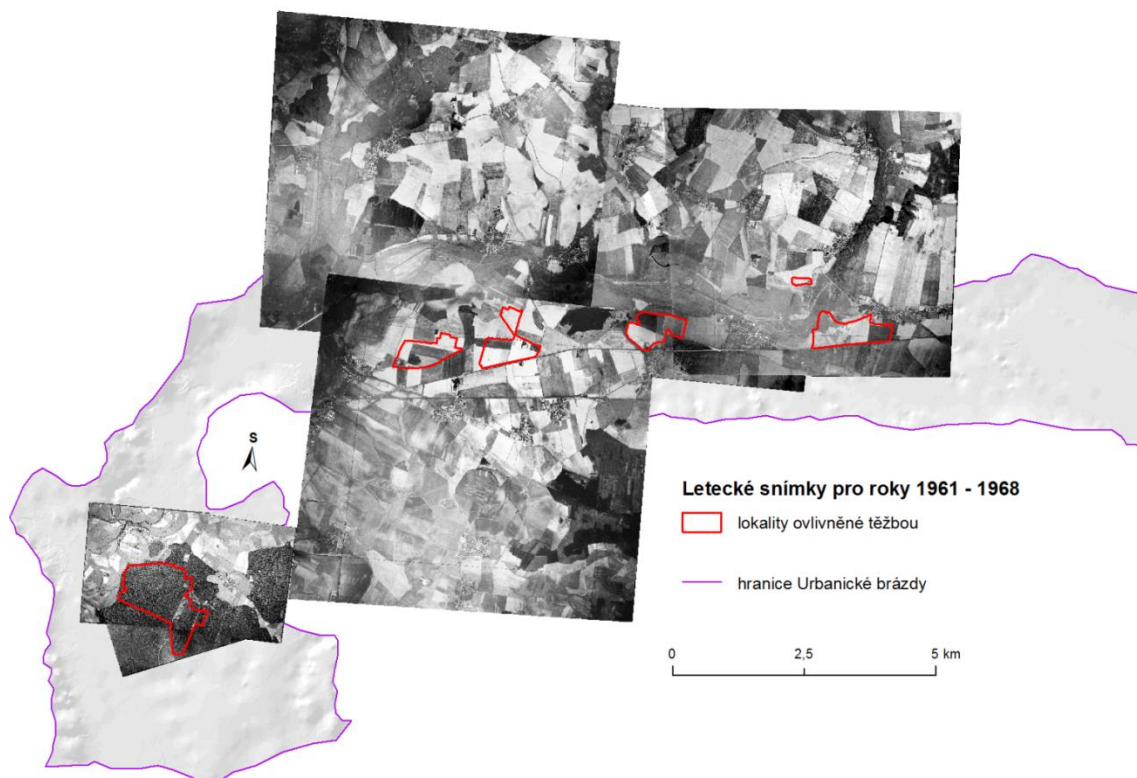 S
Letecké snímky pro roky 1961 - 1968
lokality ovlivněné těžbou
hranice Urbanické brázdy
0 2,5 5 km